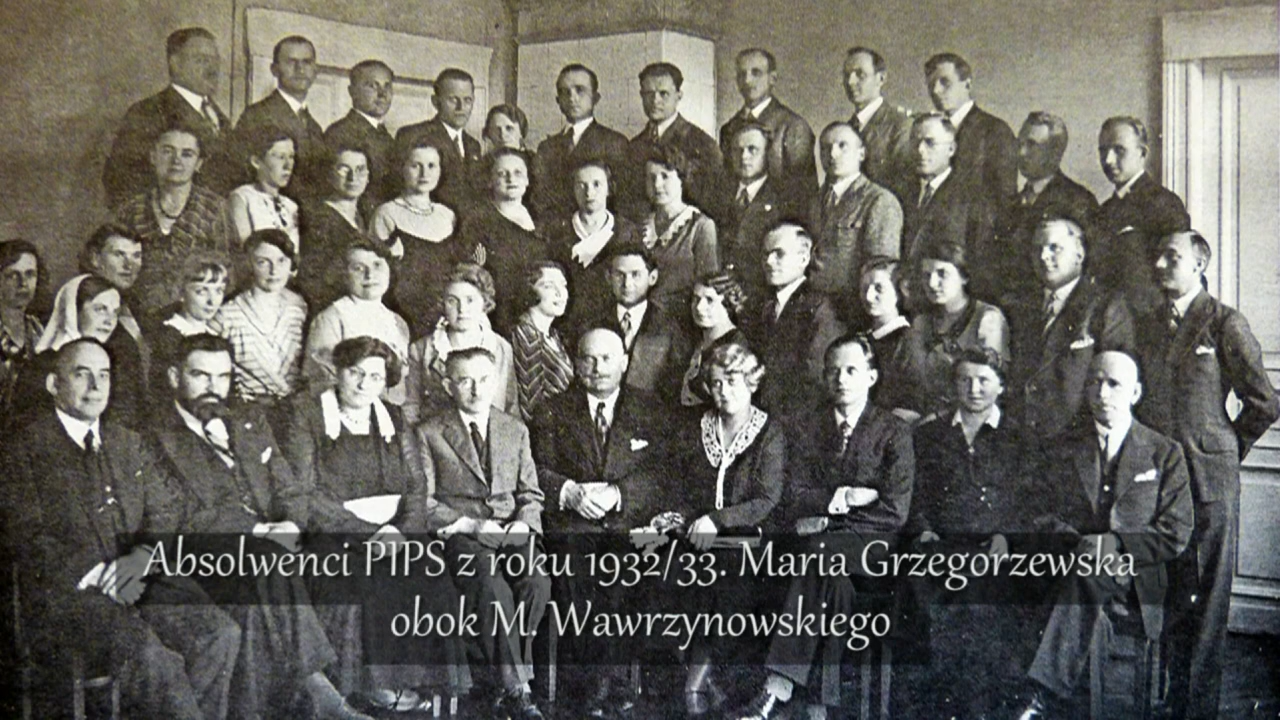 Absolwenci PIPS z roku 1932/33. Maria Grzegorzewska
obok M. Wawrzynowskiego